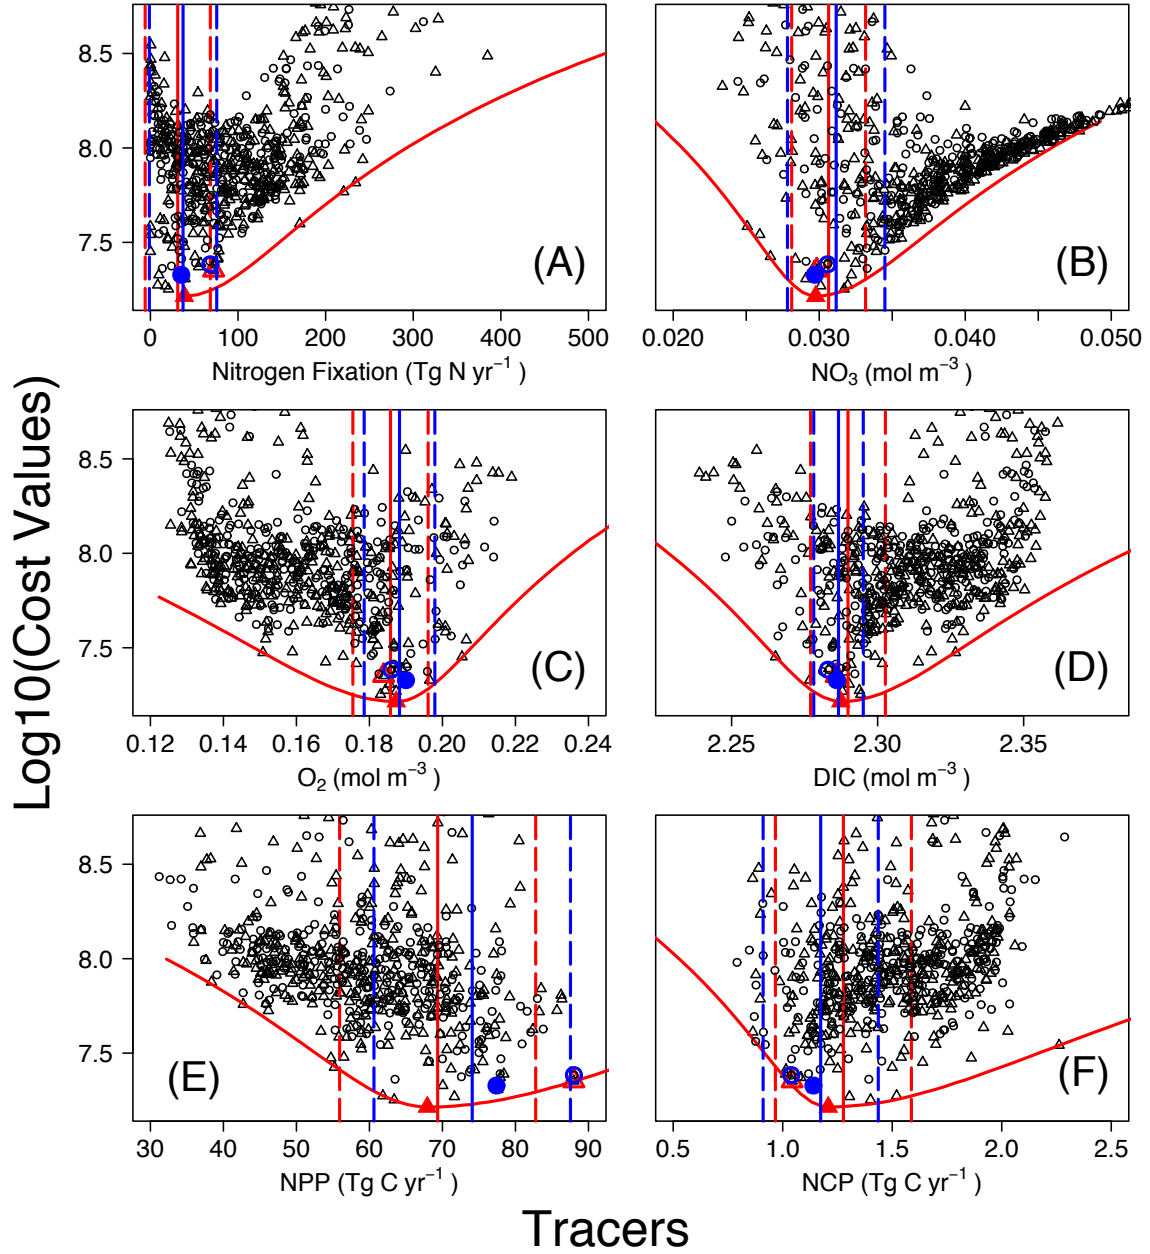 Log10(Cost Values)
8.5
8.0
7.5
(A)
0 100 200 300 400 500
Nitrogen Fixation (Tg N yr⁻¹ )
(B)
0.020 0.030 0.040 0.050
NO₃ (mol m⁻³ )
8.5
8.0
7.5
(C)
0.12 0.14 0.16 0.18 0.20 0.22 0.24
O₂ (mol m⁻³ )
(D)
2.25 2.30 2.35
DIC (mol m⁻³ )
8.5
8.0
7.5
(E)
30 40 50 60 70 80 90
NPP (Tg C yr⁻¹ )
(F)
0.5 1.0 1.5 2.0 2.5
NCP (Tg C yr⁻¹ )
Tracers